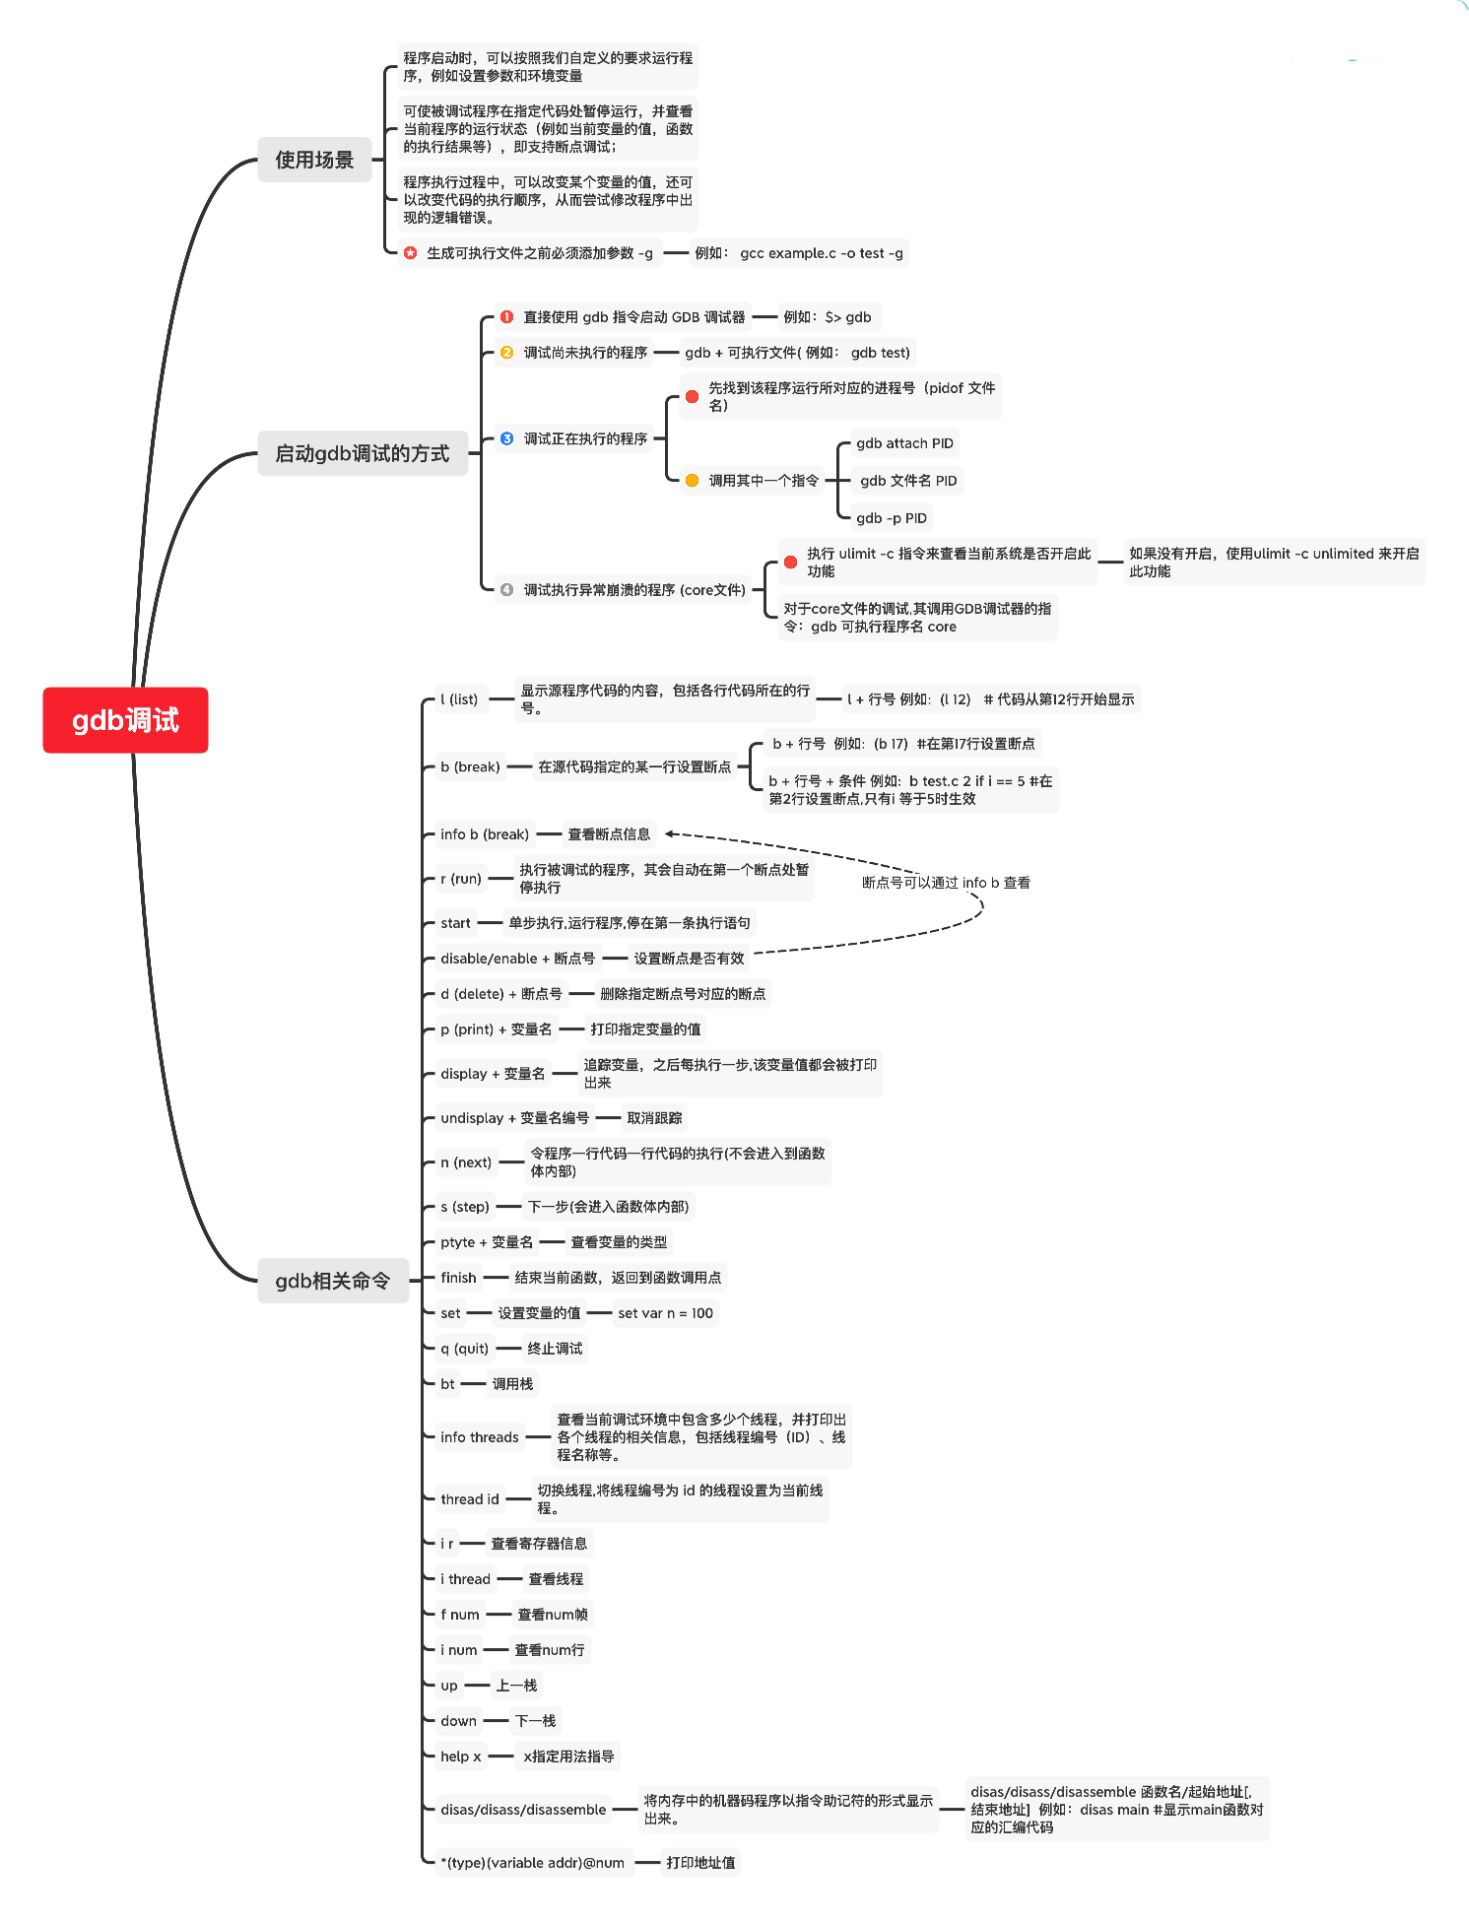 程序启动时，可以按照我们自定义的要求运行程
序，例如设置参数和环境变量
可使被调试程序在指定代码处暂停运行，并查看
当前程序的运行状态（例如当前变量的值，函数
的执行结果等），即支持断点调试；
使用场景
程序执行过程中，可以改变某个变量的值，还可
以改变代码的执行顺序，从而尝试修改程序中出
现的逻辑错误。
生成可执行文件之前必须添加参数 -g
例如： gcc example.c -o test -g
1 直接使用 gdb 指令启动 GDB 调试器
例如：$> gdb
2 调试尚未执行的程序
gdb + 可执行文件( 例如： gdb test)
先找到该程序运行所对应的进程号（pidof 文件
名）
3 调试正在执行的程序
启动gdb调试的方式
gdb attach PID
调用其中一个指令
gdb 文件名 PID
gdb -p PID
执行 ulimit -c 指令来查看当前系统是否开启此
功能
如果没有开启，使用ulimit -c unlimited 来开启
此功能
4 调试执行异常崩溃的程序 (core文件)
对于core文件的调试,其调用GDB调试器的指
令：gdb 可执行程序名 core
gdb调试
l (list)
显示源程序代码的内容，包括各行代码所在的行
号。
l + 行号 例如:（l 12） # 代码从第12行开始显示
b (break)
在源代码指定的某一行设置断点
b + 行号 例如:（b 17）#在第17行设置断点
b + 行号 + 条件 例如: b test.c 2 if i == 5 #在
第2行设置断点,只有i 等于5时生效
info b (break)
查看断点信息
r (run)
执行被调试的程序，其会自动在第一个断点处暂
停执行
断点号可以通过 info b 查看
start
单步执行,运行程序,停在第一条执行语句
disable/enable + 断点号
设置断点是否有效
d (delete) + 断点号
删除指定断点号对应的断点
p (print) + 变量名
打印指定变量的值
display + 变量名
追踪变量，之后每执行一步,该变量值都会被打印
出来
undisplay + 变量名编号
取消跟踪
n (next)
令程序一行代码一行代码的执行(不会进入到函数
体内部)
s (step)
下一步(会进入函数体内部)
ptyte + 变量名
查看变量的类型
gdb相关命令
finish
结束当前函数，返回到函数调用点
set
设置变量的值
set var n = 100
q (quit)
终止调试
bt
调用栈
info threads
查看当前调试环境中包含多少个线程，并打印出
各个线程的相关信息，包括线程编号（ID）、线
程名称等。
thread id
切换线程,将线程编号为 id 的线程设置为当前线
程。
i r
查看寄存器信息
i thread
查看线程
f num
查看num帧
i num
查看num行
up
上一栈
down
下一栈
help x
x指定用法指导
disas/disass/disassemble
将内存中的机器码程序以指令助记符的形式显示
出来。
disas/disass/disassemble 函数名/起始地址[,
结束地址] 例如：disas main #显示main函数对
应的汇编代码
*(type)(variable addr)@num
打印地址值